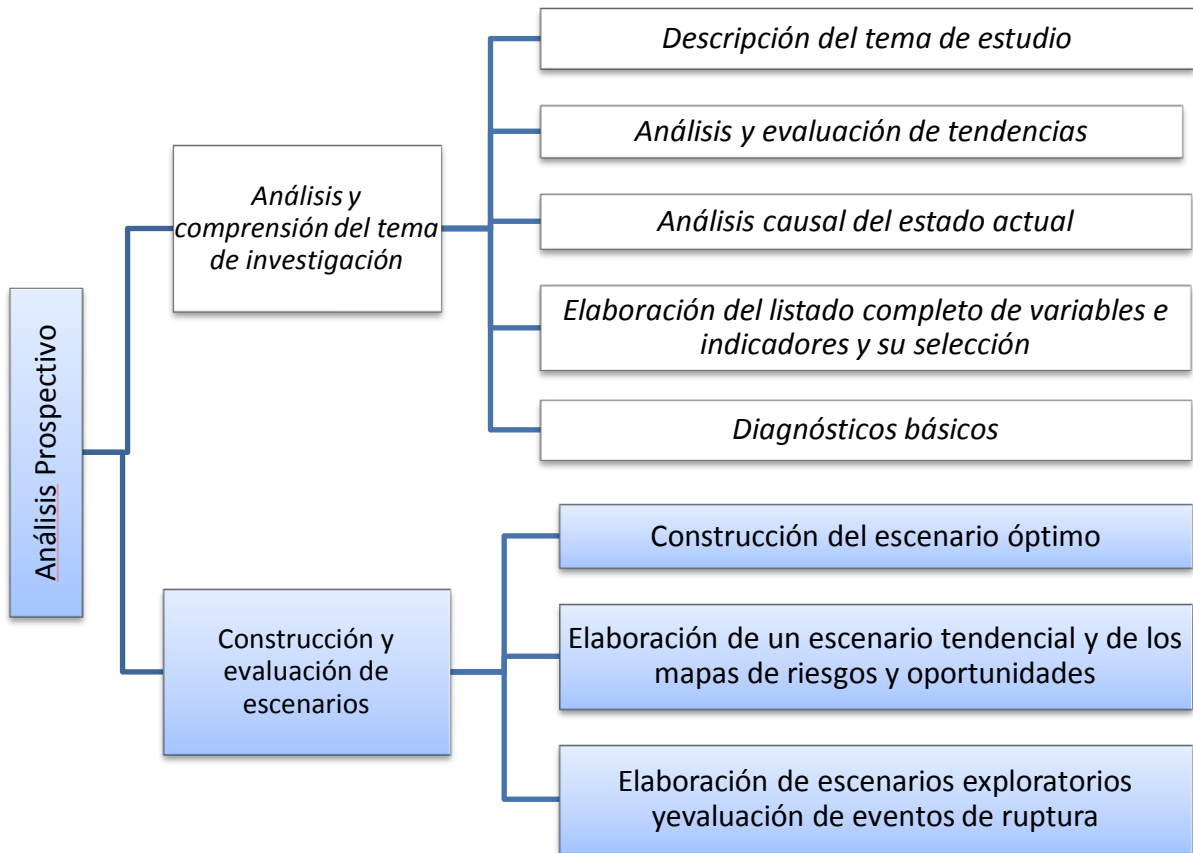 Análisis Prospectivo
Análisis y
comprensión del tema
de investigación
Descripción del tema de estudio
Análisis y evaluación de tendencias
Análisis causal del estado actual
Elaboración del listado completo de variables e
indicadores y su selección
Diagnósticos básicos
Construcción y
evaluación de
escenarios
Construcción del escenario óptimo
Elaboración de un escenario tendencial y de los
mapas de riesgos y oportunidades
Elaboración de escenarios exploratorios
yevaluación de eventos de ruptura